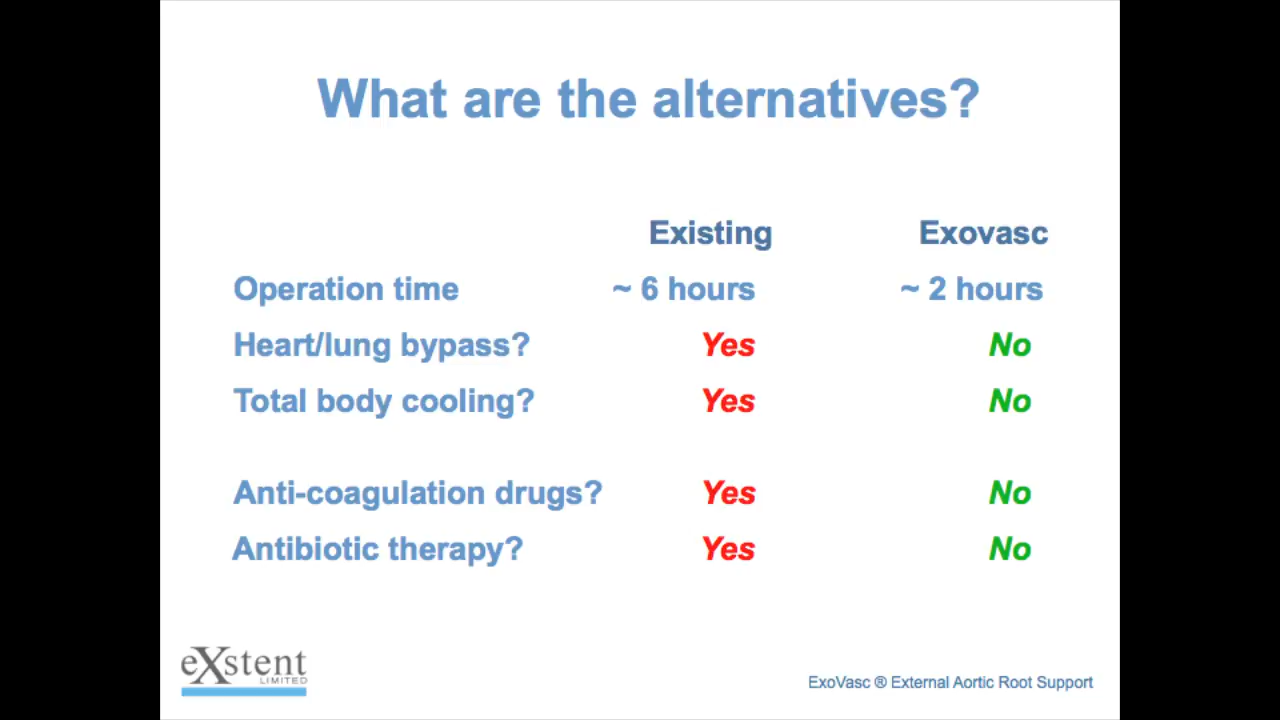 What are the alternatives?
Existing Exovasc
Operation time ~ 6 hours ~ 2 hours
Heart/lung bypass? Yes No
Total body cooling? Yes No
Anti-coagulation drugs? Yes No
Antibiotic therapy? Yes No
eXstent
LIMITED
ExoVasc ® External Aortic Root Support